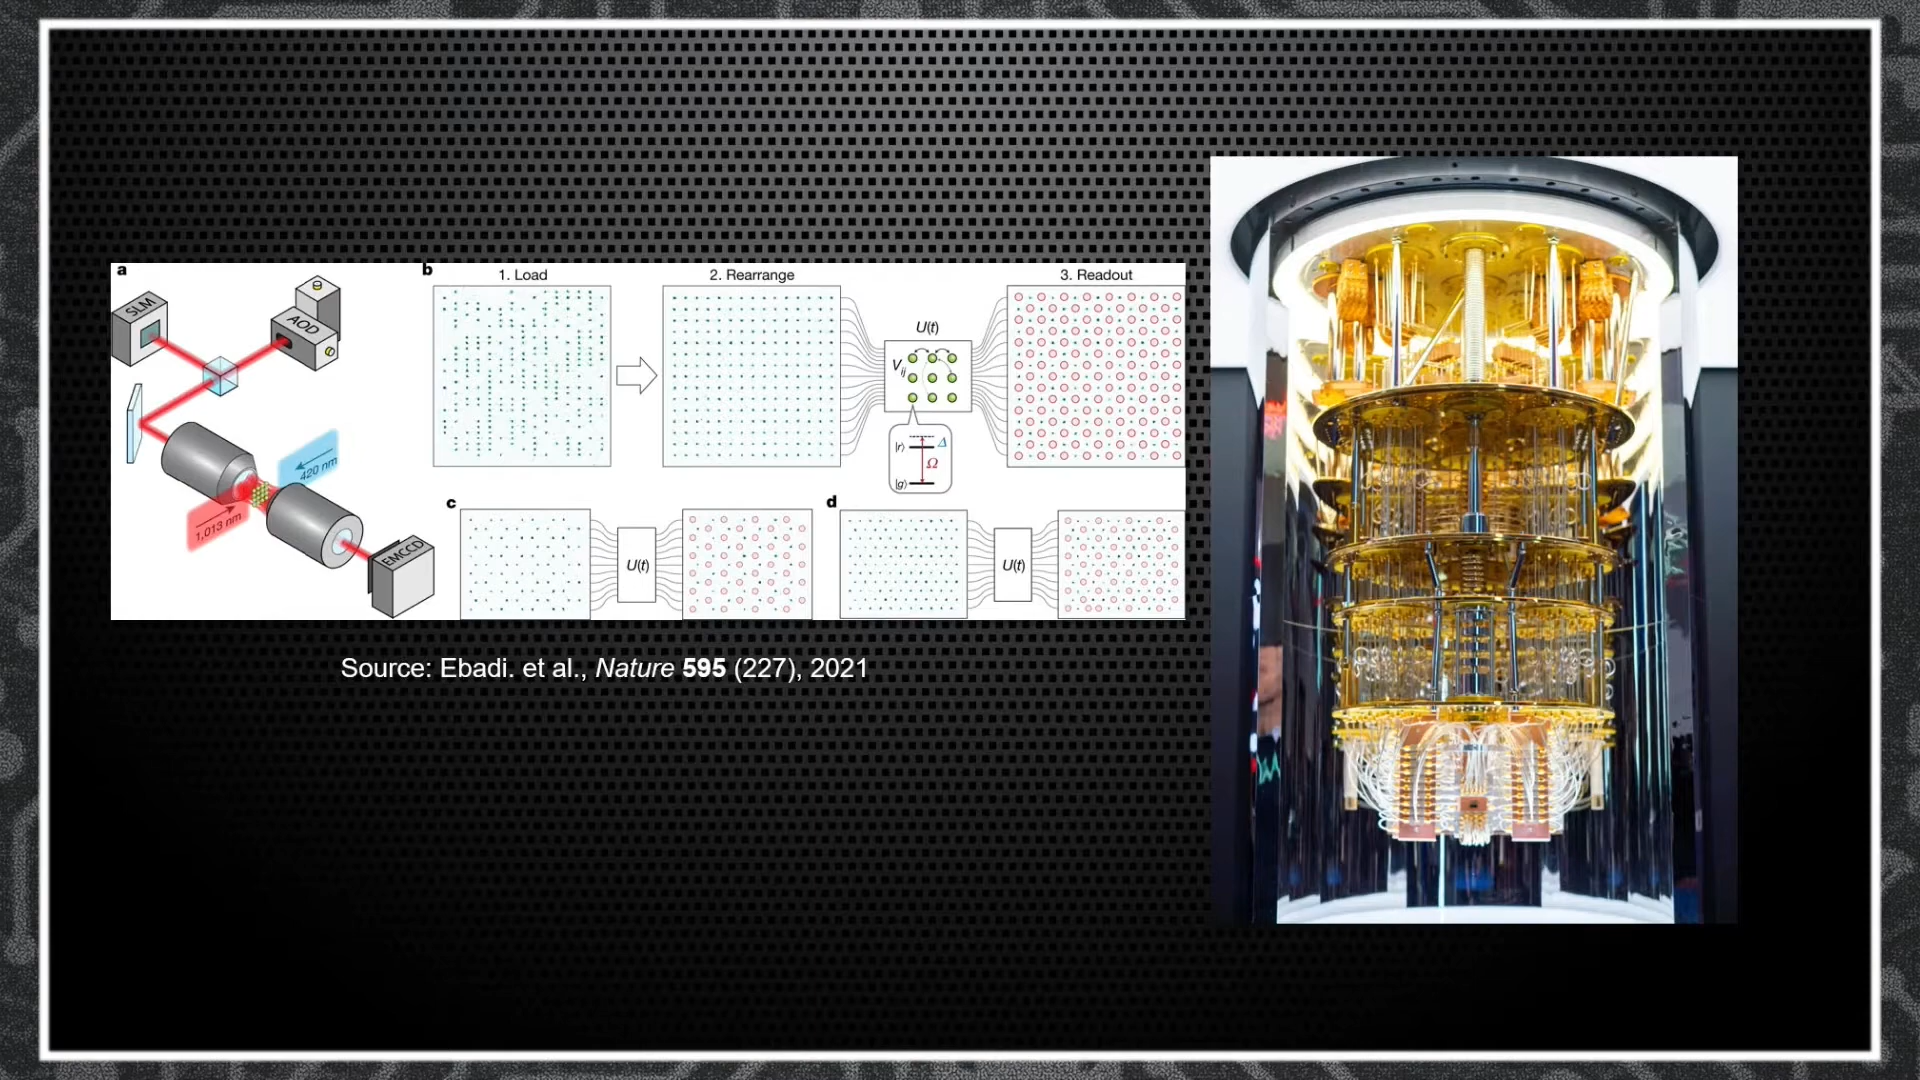 a
SLM
AOD
420 nm
1,013 nm
EMCCD
b
1. Load
2. Rearrange
3. Readout
U(t)
Vij
|r⟩
Δ
Ω
|g⟩
c
U(t)
d
U(t)
Source: Ebadi. et al., Nature 595 (227), 2021